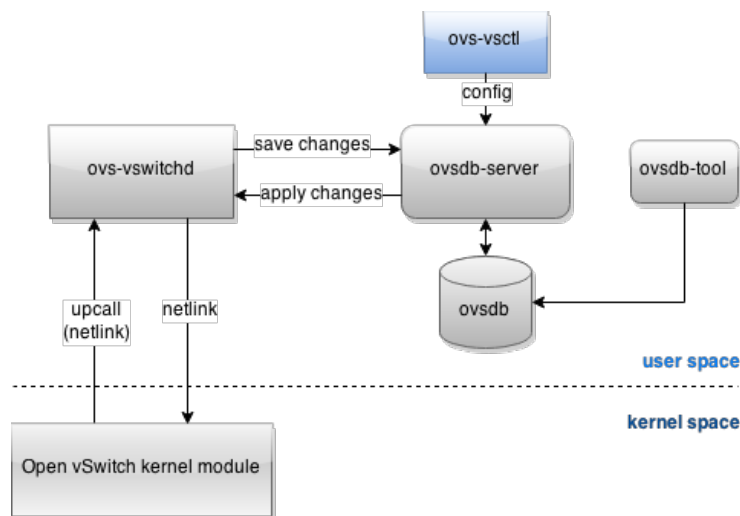 ovs-vsctl
config
ovs-vswitchd
save changes
apply changes
ovsdb-server
ovsdb-tool
upcall
(netlink)
netlink
ovsdb
user space
kernel space
Open vSwitch kernel module